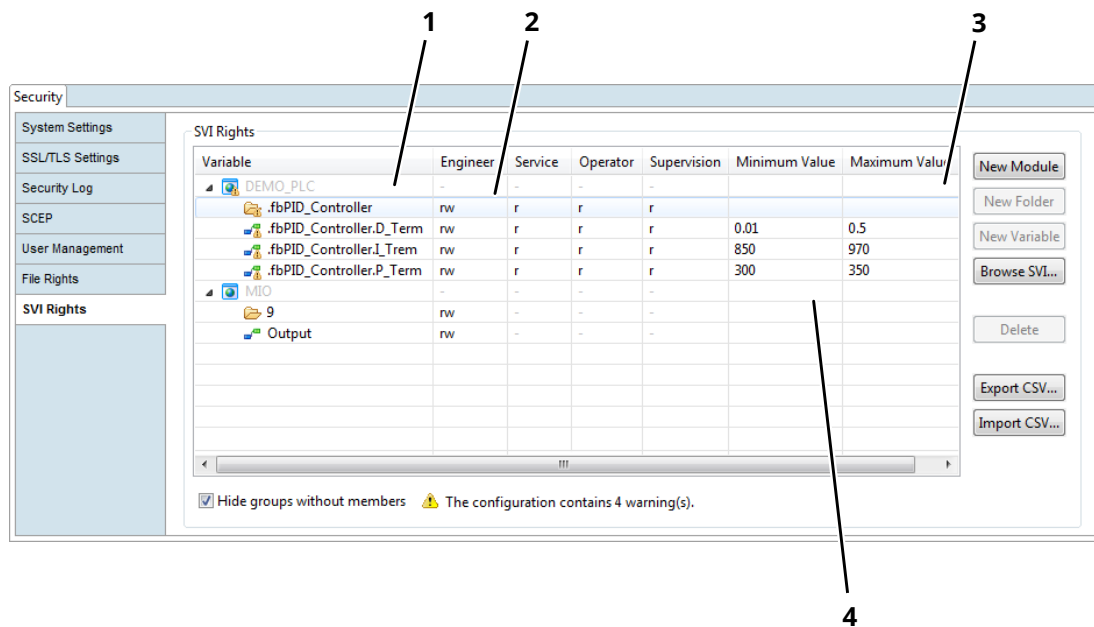 1 2 3
Security
System Settings
SSL/TLS Settings
Security Log
SCEP
User Management
File Rights
SVI Rights
SVI Rights
Variable Engineer Service Operator Supervision Minimum Value Maximum Value
DEMO_PLC - - - -
.fbPID_Controller rw r r r
.fbPID_Controller.D_Term rw r r r 0.01 0.5
.fbPID_Controller.I_Trem rw r r r 850 970
.fbPID_Controller.P_Term rw r r r 300 350
MIO - - - -
9 rw - - -
Output rw - - -
New Module
New Folder
New Variable
Browse SVI...
Delete
Export CSV...
Import CSV...
Hide groups without members The configuration contains 4 warning(s).
4